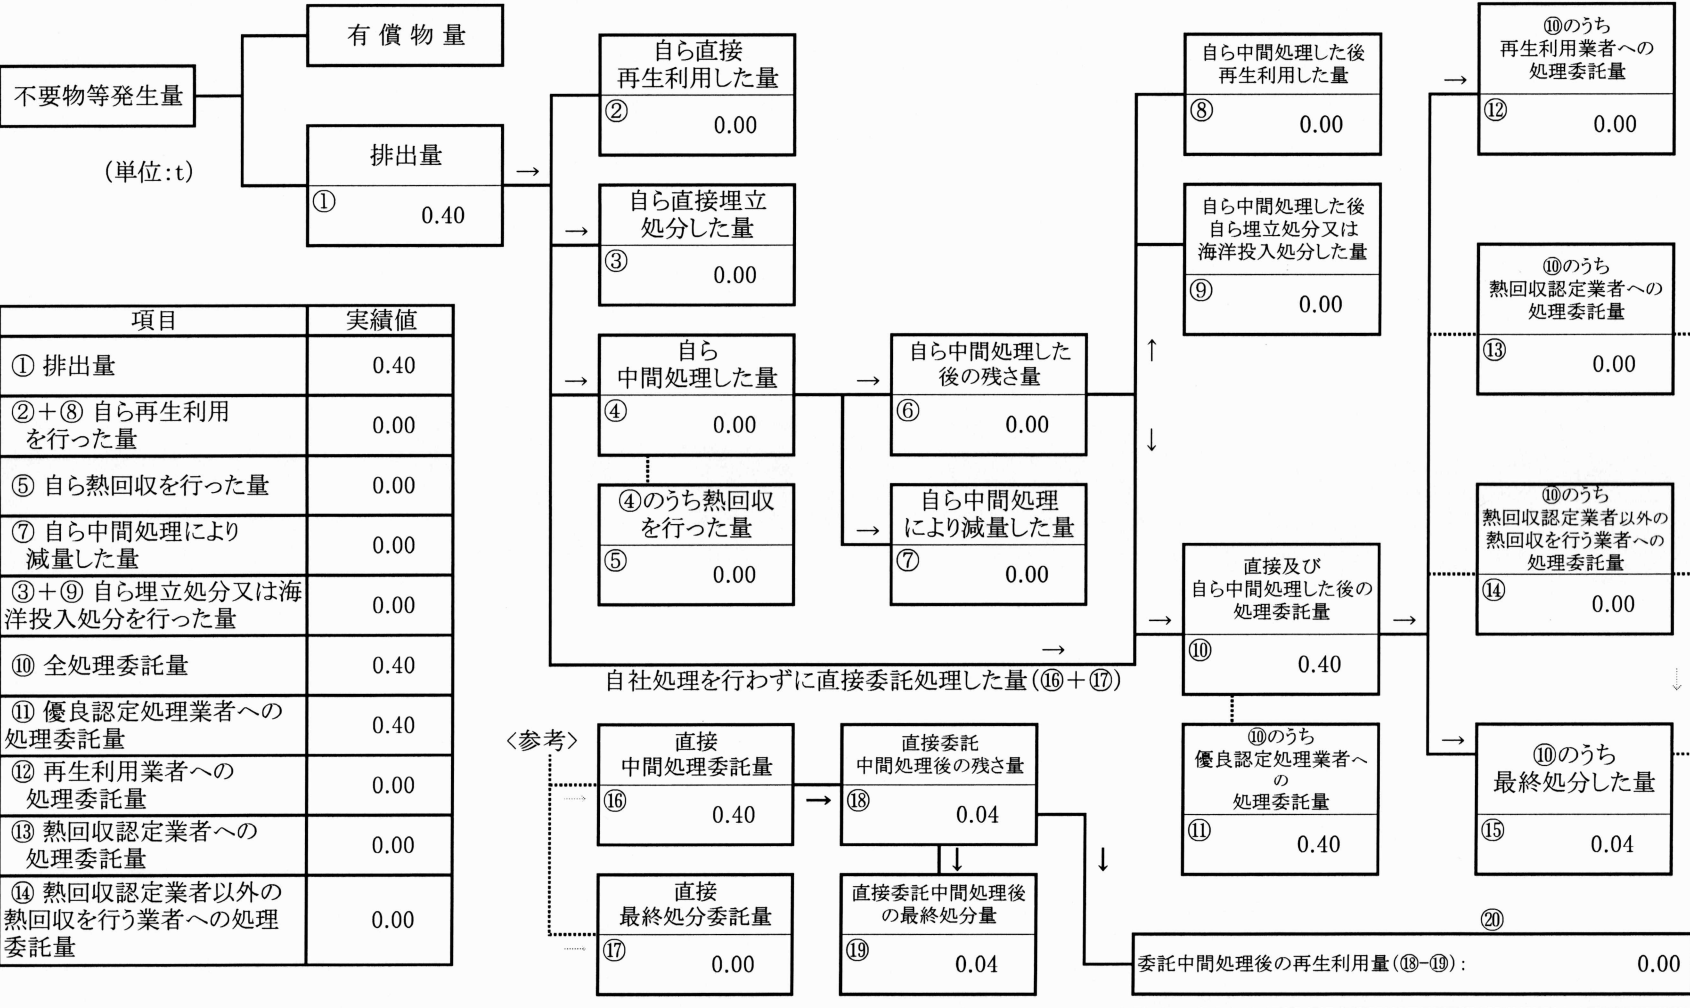 不要物等発生量
(単位:t)
有償物量
排出量
① 0.40
→
自ら直接
再生利用した量
② 0.00
→
自ら直接埋立
処分した量
③ 0.00
→
自ら
中間処理した量
④ 0.00
④のうち熱回収
を行った量
⑤ 0.00
→
自ら中間処理した
後の残さ量
⑥ 0.00
→
自ら中間処理
により減量した量
⑦ 0.00
自ら中間処理した後
再生利用した量
⑧ 0.00
自ら中間処理した後
自ら埋立処分又は
海洋投入処分した量
⑨ 0.00
↑
↓
→
自社処理を行わずに直接委託処理した量(⑯+⑰)
→
直接及び
自ら中間処理した後の
処理委託量
⑩ 0.40
⑩のうち
優良認定処理業者へ
の
処理委託量
⑪ 0.40
→
→
⑩のうち
再生利用業者への
処理委託量
⑫ 0.00
⑩のうち
熱回収認定業者への
処理委託量
⑬ 0.00
⑩のうち
熱回収認定業者以外の
熱回収を行う業者への
処理委託量
⑭ 0.00
↓
→
⑩のうち
最終処分した量
⑮ 0.04
項目 実績値
① 排出量 0.40
②+⑧ 自ら再生利用
を行った量 0.00
⑤ 自ら熱回収を行った量 0.00
⑦ 自ら中間処理により
減量した量 0.00
③+⑨ 自ら埋立処分又は海
洋投入処分を行った量 0.00
⑩ 全処理委託量 0.40
⑪ 優良認定処理業者への
処理委託量 0.40
⑫ 再生利用業者への
処理委託量 0.00
⑬ 熱回収認定業者への
処理委託量 0.00
⑭ 熱回収認定業者以外の
熱回収を行う業者への処理
委託量 0.00
<参考>
→
直接
中間処理委託量
⑯ 0.40
→
直接
最終処分委託量
⑰ 0.00
→
直接委託
中間処理後の残さ量
⑱ 0.04
↓
直接委託中間処理後
の最終処分量
⑲ 0.04
↓
⑳
委託中間処理後の再生利用量(⑱-⑲): 0.00